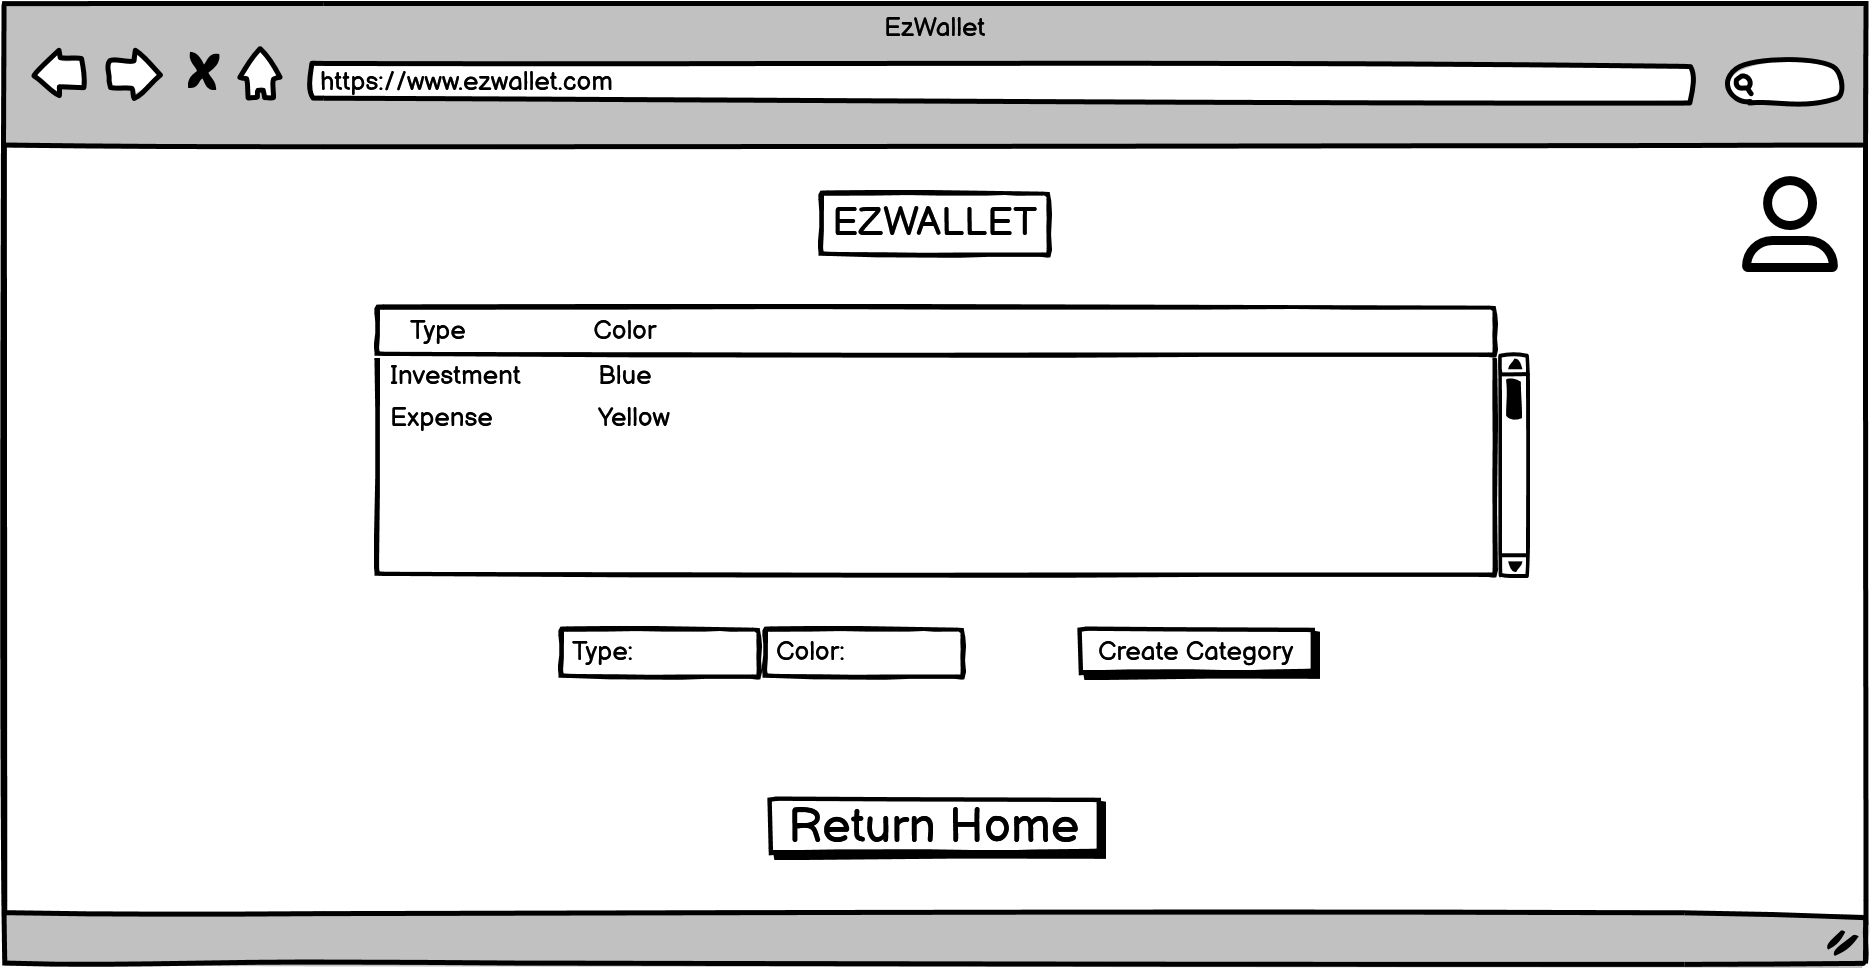 EzWallet
https://www.ezwallet.com
EZWALLET
Type Color
Investment Blue
Expense Yellow
Type: Color: Create Category
Return Home